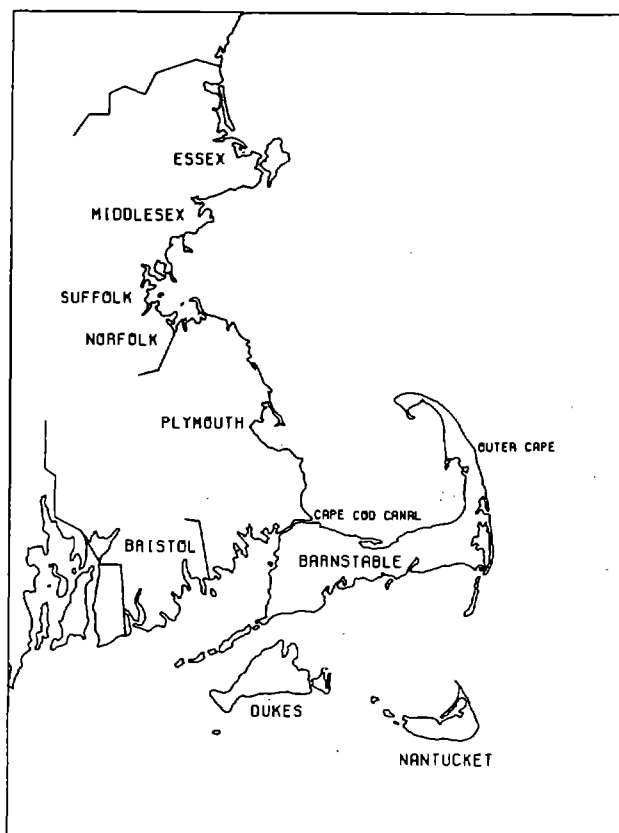 ESSEX
MIDDLESEX
SUFFOLK
NORFOLK
PLYMOUTH
OUTER CAPE
CAPE COD CANAL
BRISTOL
BARNSTABLE
DUKES
NANTUCKET